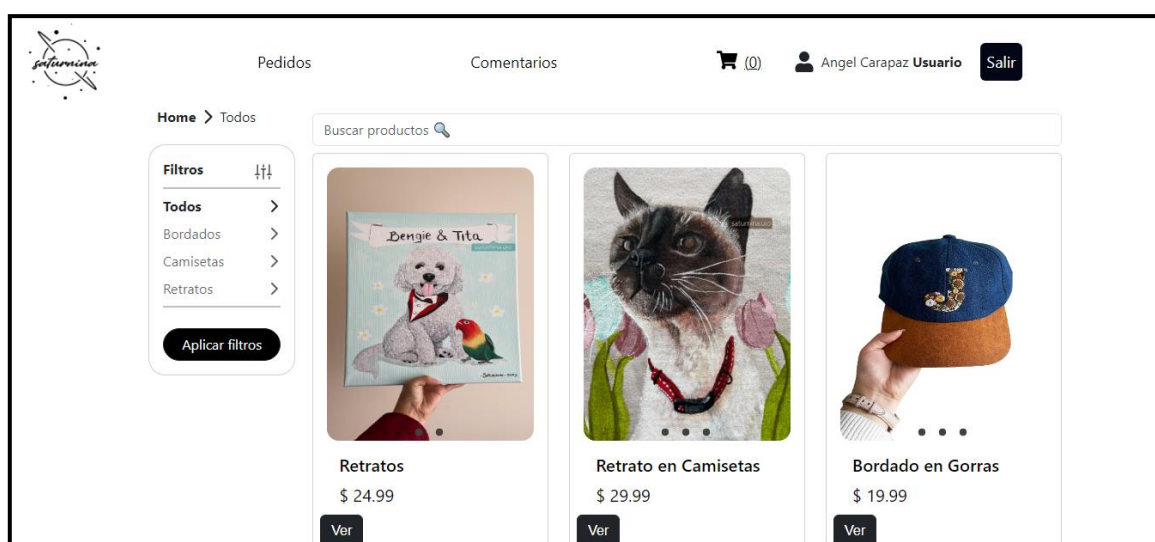 saturnina
Pedidos
Comentarios
(0)
Angel Carapaz Usuario
Salir
Home
Todos
Buscar productos
Filtros
Todos
Bordados
Camisetas
Retratos
Aplicar filtros
Bengie & Tita
J
Retratos
$ 24.99
Ver
Retrato en Camisetas
$ 29.99
Ver
Bordado en Gorras
$ 19.99
Ver